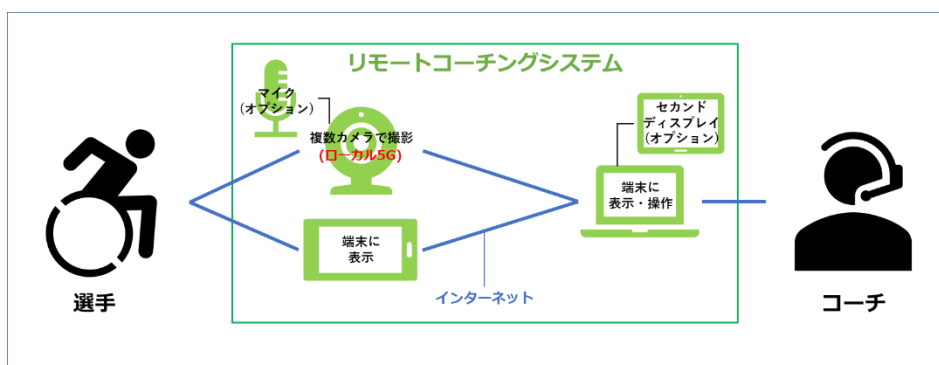 リモートコーチングシステム
マイク
(オプション)
複数カメラで撮影
(ローカル5G)
セカンド
ディスプレイ
(オプション)
端末に
表示・操作
端末に
表示
インターネット
選手
コーチ